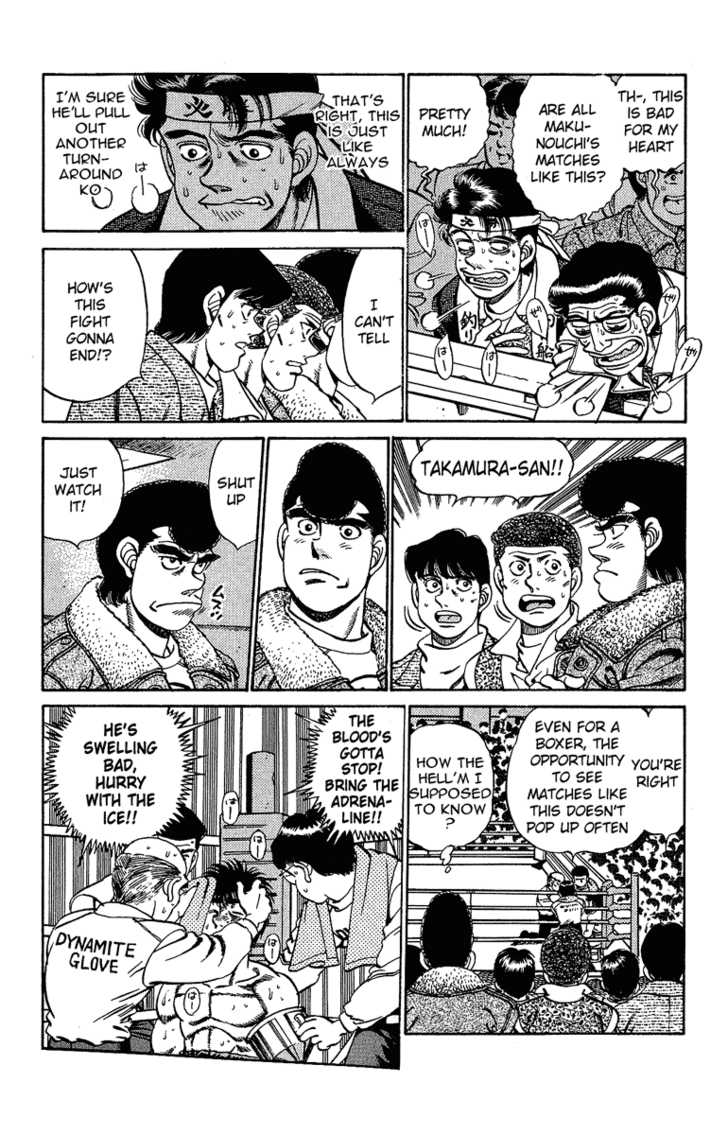 TH-, THIS
IS BAD
FOR MY
HEART
ARE ALL
MAKU-
NOUCHI'S
MATCHES
LIKE THIS?
PRETTY
MUCH!
釣り
船
THAT'S
RIGHT, THIS
IS JUST
LIKE
ALWAYS
I'M SURE
HE'LL PULL
OUT
ANOTHER
TURN-
AROUND
KO
は
I
CAN'T
TELL
HOW'S
THIS
FIGHT
GONNA
END!?
TAKAMURA-SAN!!
SHUT
UP
JUST
WATCH
IT!
YOU'RE
RIGHT
EVEN FOR A
BOXER, THE
OPPORTUNITY
TO SEE
MATCHES LIKE
THIS DOESN'T
POP UP OFTEN
HOW THE
HELL'M I
SUPPOSED
TO KNOW
?
THE
BLOOD'S
GOTTA
STOP!
BRING THE
ADRENA-
LINE!!
HE'S
SWELLING
BAD,
HURRY
WITH THE
ICE!!
DYNAMITE
GLOVE